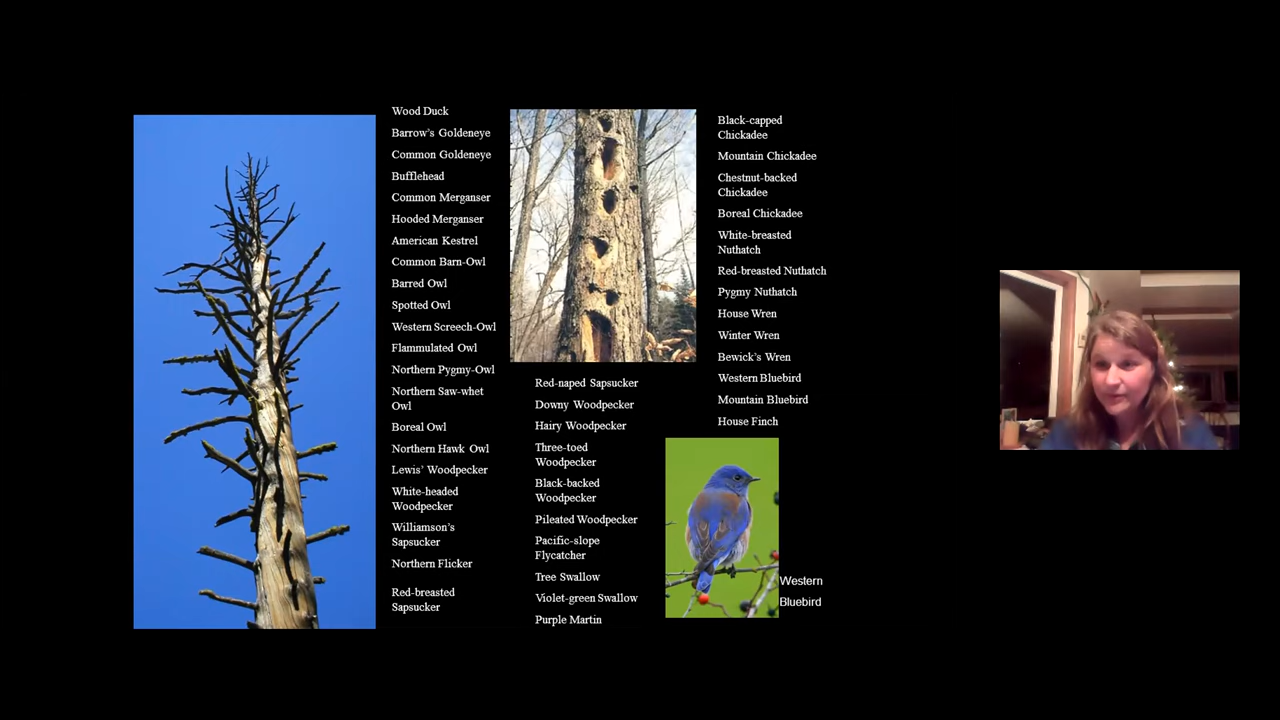 Wood Duck
Barrow's Goldeneye
Common Goldeneye
Bufflehead
Common Merganser
Hooded Merganser
American Kestrel
Common Barn-Owl
Barred Owl
Spotted Owl
Western Screech-Owl
Flammulated Owl
Northern Pygmy-Owl
Northern Saw-whet
Owl
Boreal Owl
Northern Hawk Owl
Lewis' Woodpecker
White-headed
Woodpecker
Williamson's
Sapsucker
Northern Flicker
Red-breasted
Sapsucker
Red-naped Sapsucker
Downy Woodpecker
Hairy Woodpecker
Three-toed
Woodpecker
Black-backed
Woodpecker
Pileated Woodpecker
Pacific-slope
Flycatcher
Tree Swallow
Violet-green Swallow
Purple Martin
Black-capped
Chickadee
Mountain Chickadee
Chestnut-backed
Chickadee
Boreal Chickadee
White-breasted
Nuthatch
Red-breasted Nuthatch
Pygmy Nuthatch
House Wren
Winter Wren
Bewick's Wren
Western Bluebird
Mountain Bluebird
House Finch
Western
Bluebird